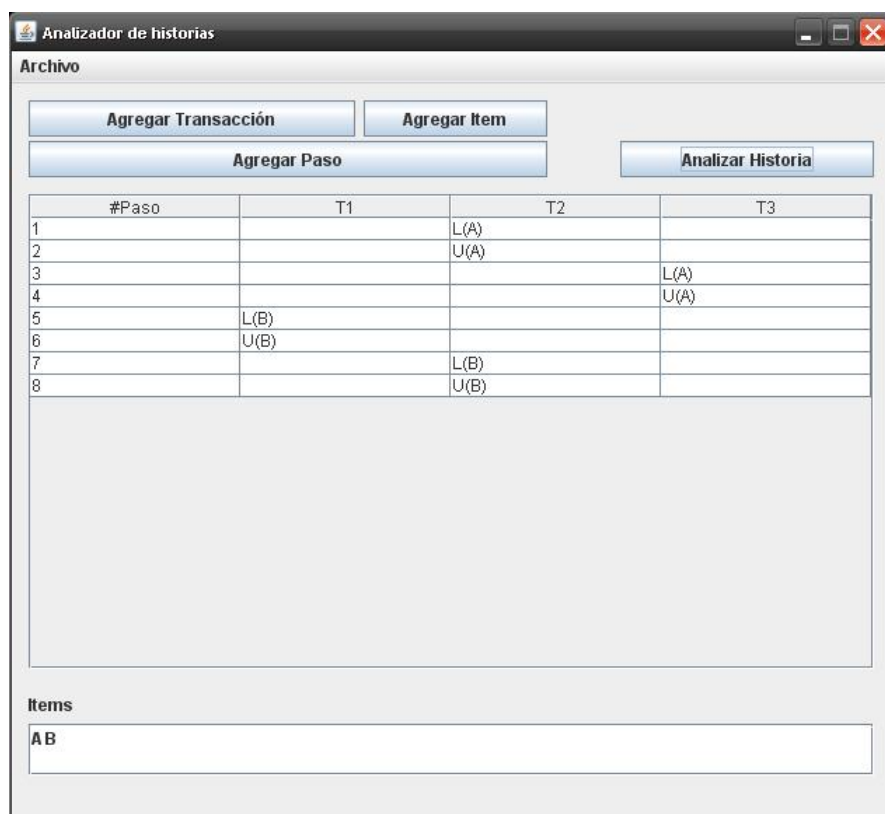 Analizador de historias
Archivo
Agregar Transacción Agregar Item
Agregar Paso Analizar Historia
#Paso T1 T2 T3
1 L(A)
2 U(A)
3 L(A)
4 U(A)
5 L(B)
6 U(B)
7 L(B)
8 U(B)
Items
A B